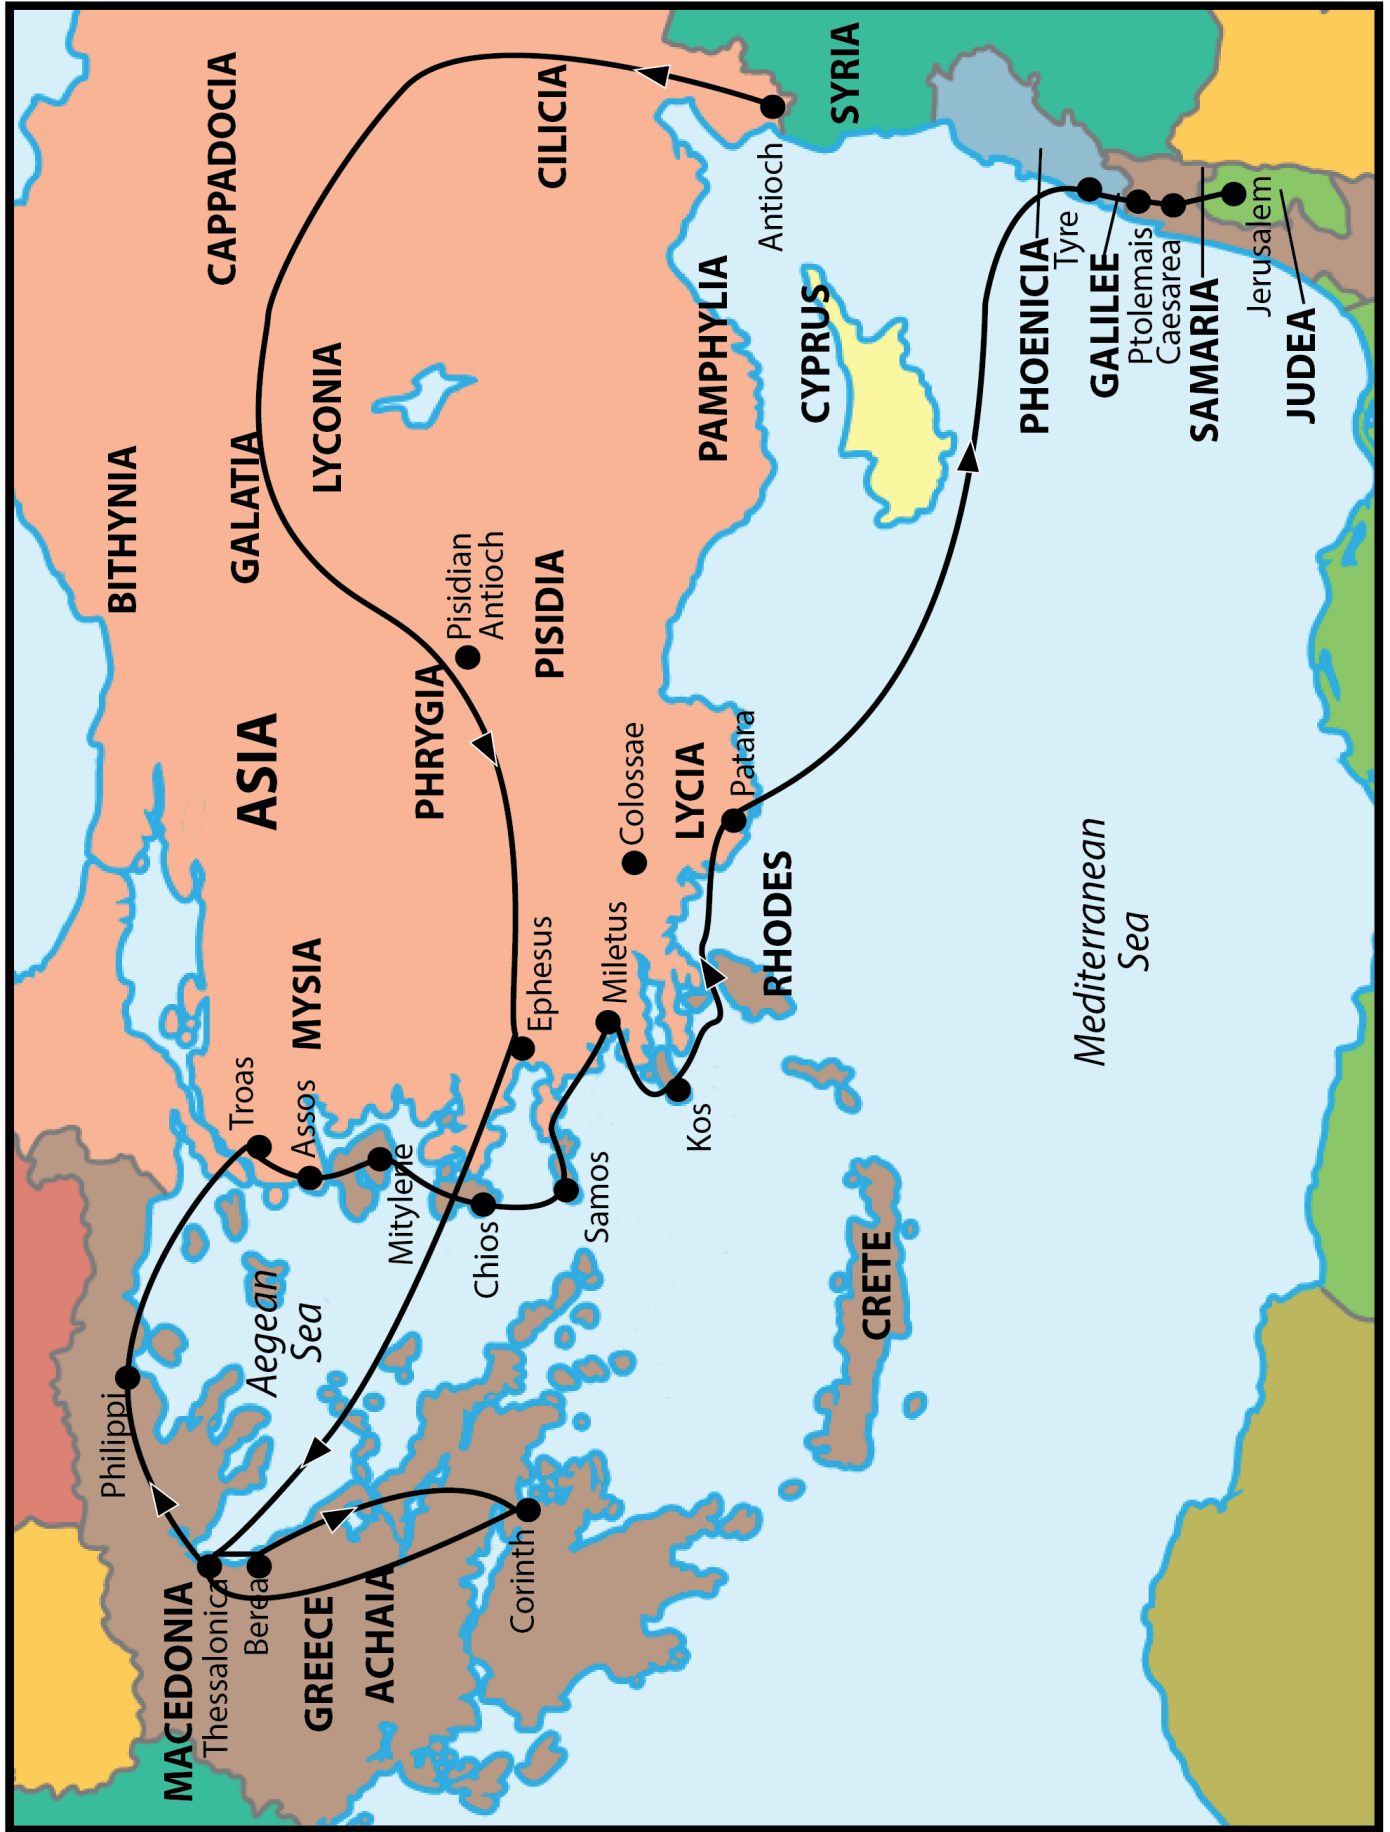 MACEDONIA
Thessalonica
Berea
GREECE
ACHAIA
Corinth
Philippi
Aegean
Sea
Troas
Assos
MYSIA
Mitylene
Chios
Samos
Ephesus
Miletus
Kos
CRETE
RHODES
ASIA
BITHYNIA
PHRYGIA
Colossae
LYCIA
Patara
Pisidian
Antioch
PISIDIA
GALATIA
LYCONIA
CAPPADOCIA
CILICIA
PAMPHYLIA
Antioch
SYRIA
CYPRUS
Mediterranean
Sea
PHOENICIA
Tyre
GALILEE
Ptolemais
Caesarea
SAMARIA
Jerusalem
JUDEA